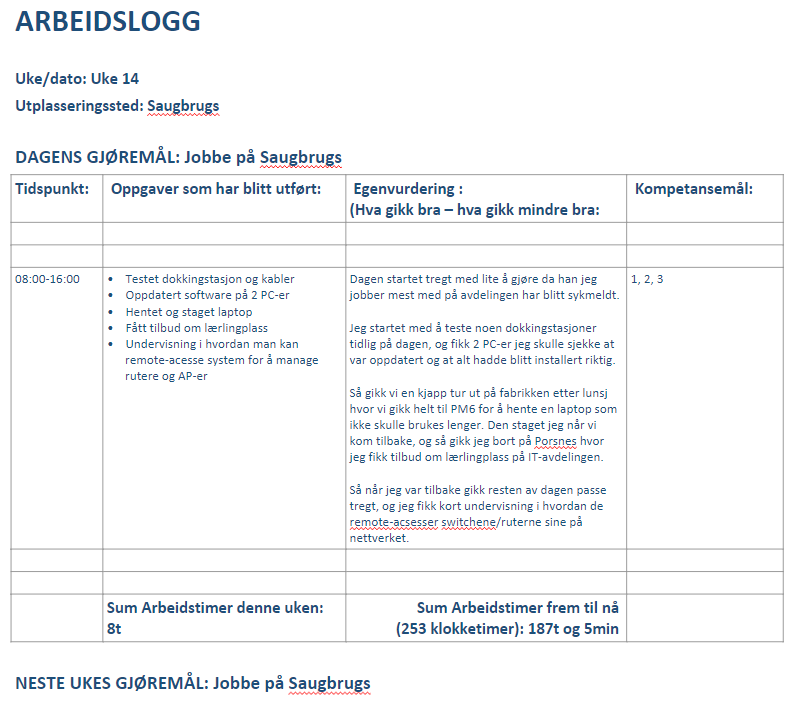 ARBEIDSLOGG
Uke/dato: Uke 14
Utplasseringssted: Saugbrugs
DAGENS GJØREMÅL: Jobbe på Saugbrugs
Tidspunkt:
Oppgaver som har blitt utført:
Egenvurdering :
(Hva gikk bra – hva gikk mindre bra:
Kompetansemål:
08:00-16:00
• Testet dokkingstasjon og kabler
• Oppdatert software på 2 PC-er
• Hentet og staget laptop
• Fått tilbud om lærlingplass
• Undervisning i hvordan man kan
remote-acesse system for å manage
rutere og AP-er
Dagen startet tregt med lite å gjøre da han jeg
jobber mest med på avdelingen har blitt sykmeldt.
Jeg startet med å teste noen dokkingstasjoner
tidlig på dagen, og fikk 2 PC-er jeg skulle sjekke at
var oppdatert og at alt hadde blitt installert riktig.
Så gikk vi en kjapp tur ut på fabrikken etter lunsj
hvor vi gikk helt til PM6 for å hente en laptop som
ikke skulle brukes lenger. Den staget jeg når vi
kom tilbake, og så gikk jeg bort på Porsnes hvor
jeg fikk tilbud om lærlingplass på IT-avdelingen.
Så når jeg var tilbake gikk resten av dagen passe
tregt, og jeg fikk kort undervisning i hvordan de
remote-acsesser switchene/ruterne sine på
nettverket.
1, 2, 3
Sum Arbeidstimer denne uken:
8t
Sum Arbeidstimer frem til nå
(253 klokketimer): 187t og 5min
NESTE UKES GJØREMÅL: Jobbe på Saugbrugs